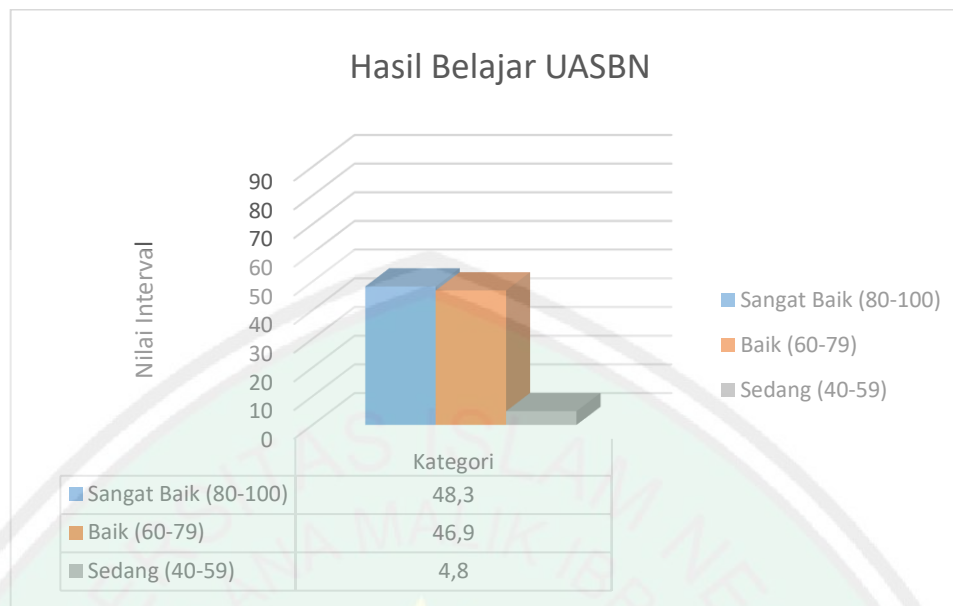 Hasil Belajar UASBN
Nilai Interval
90
80
70
60
50
40
30
20
10
0
Sangat Baik (80-100)
Baik (60-79)
Sedang (40-59)
Kategori
Sangat Baik (80-100) 48,3
Baik (60-79) 46,9
Sedang (40-59) 4,8